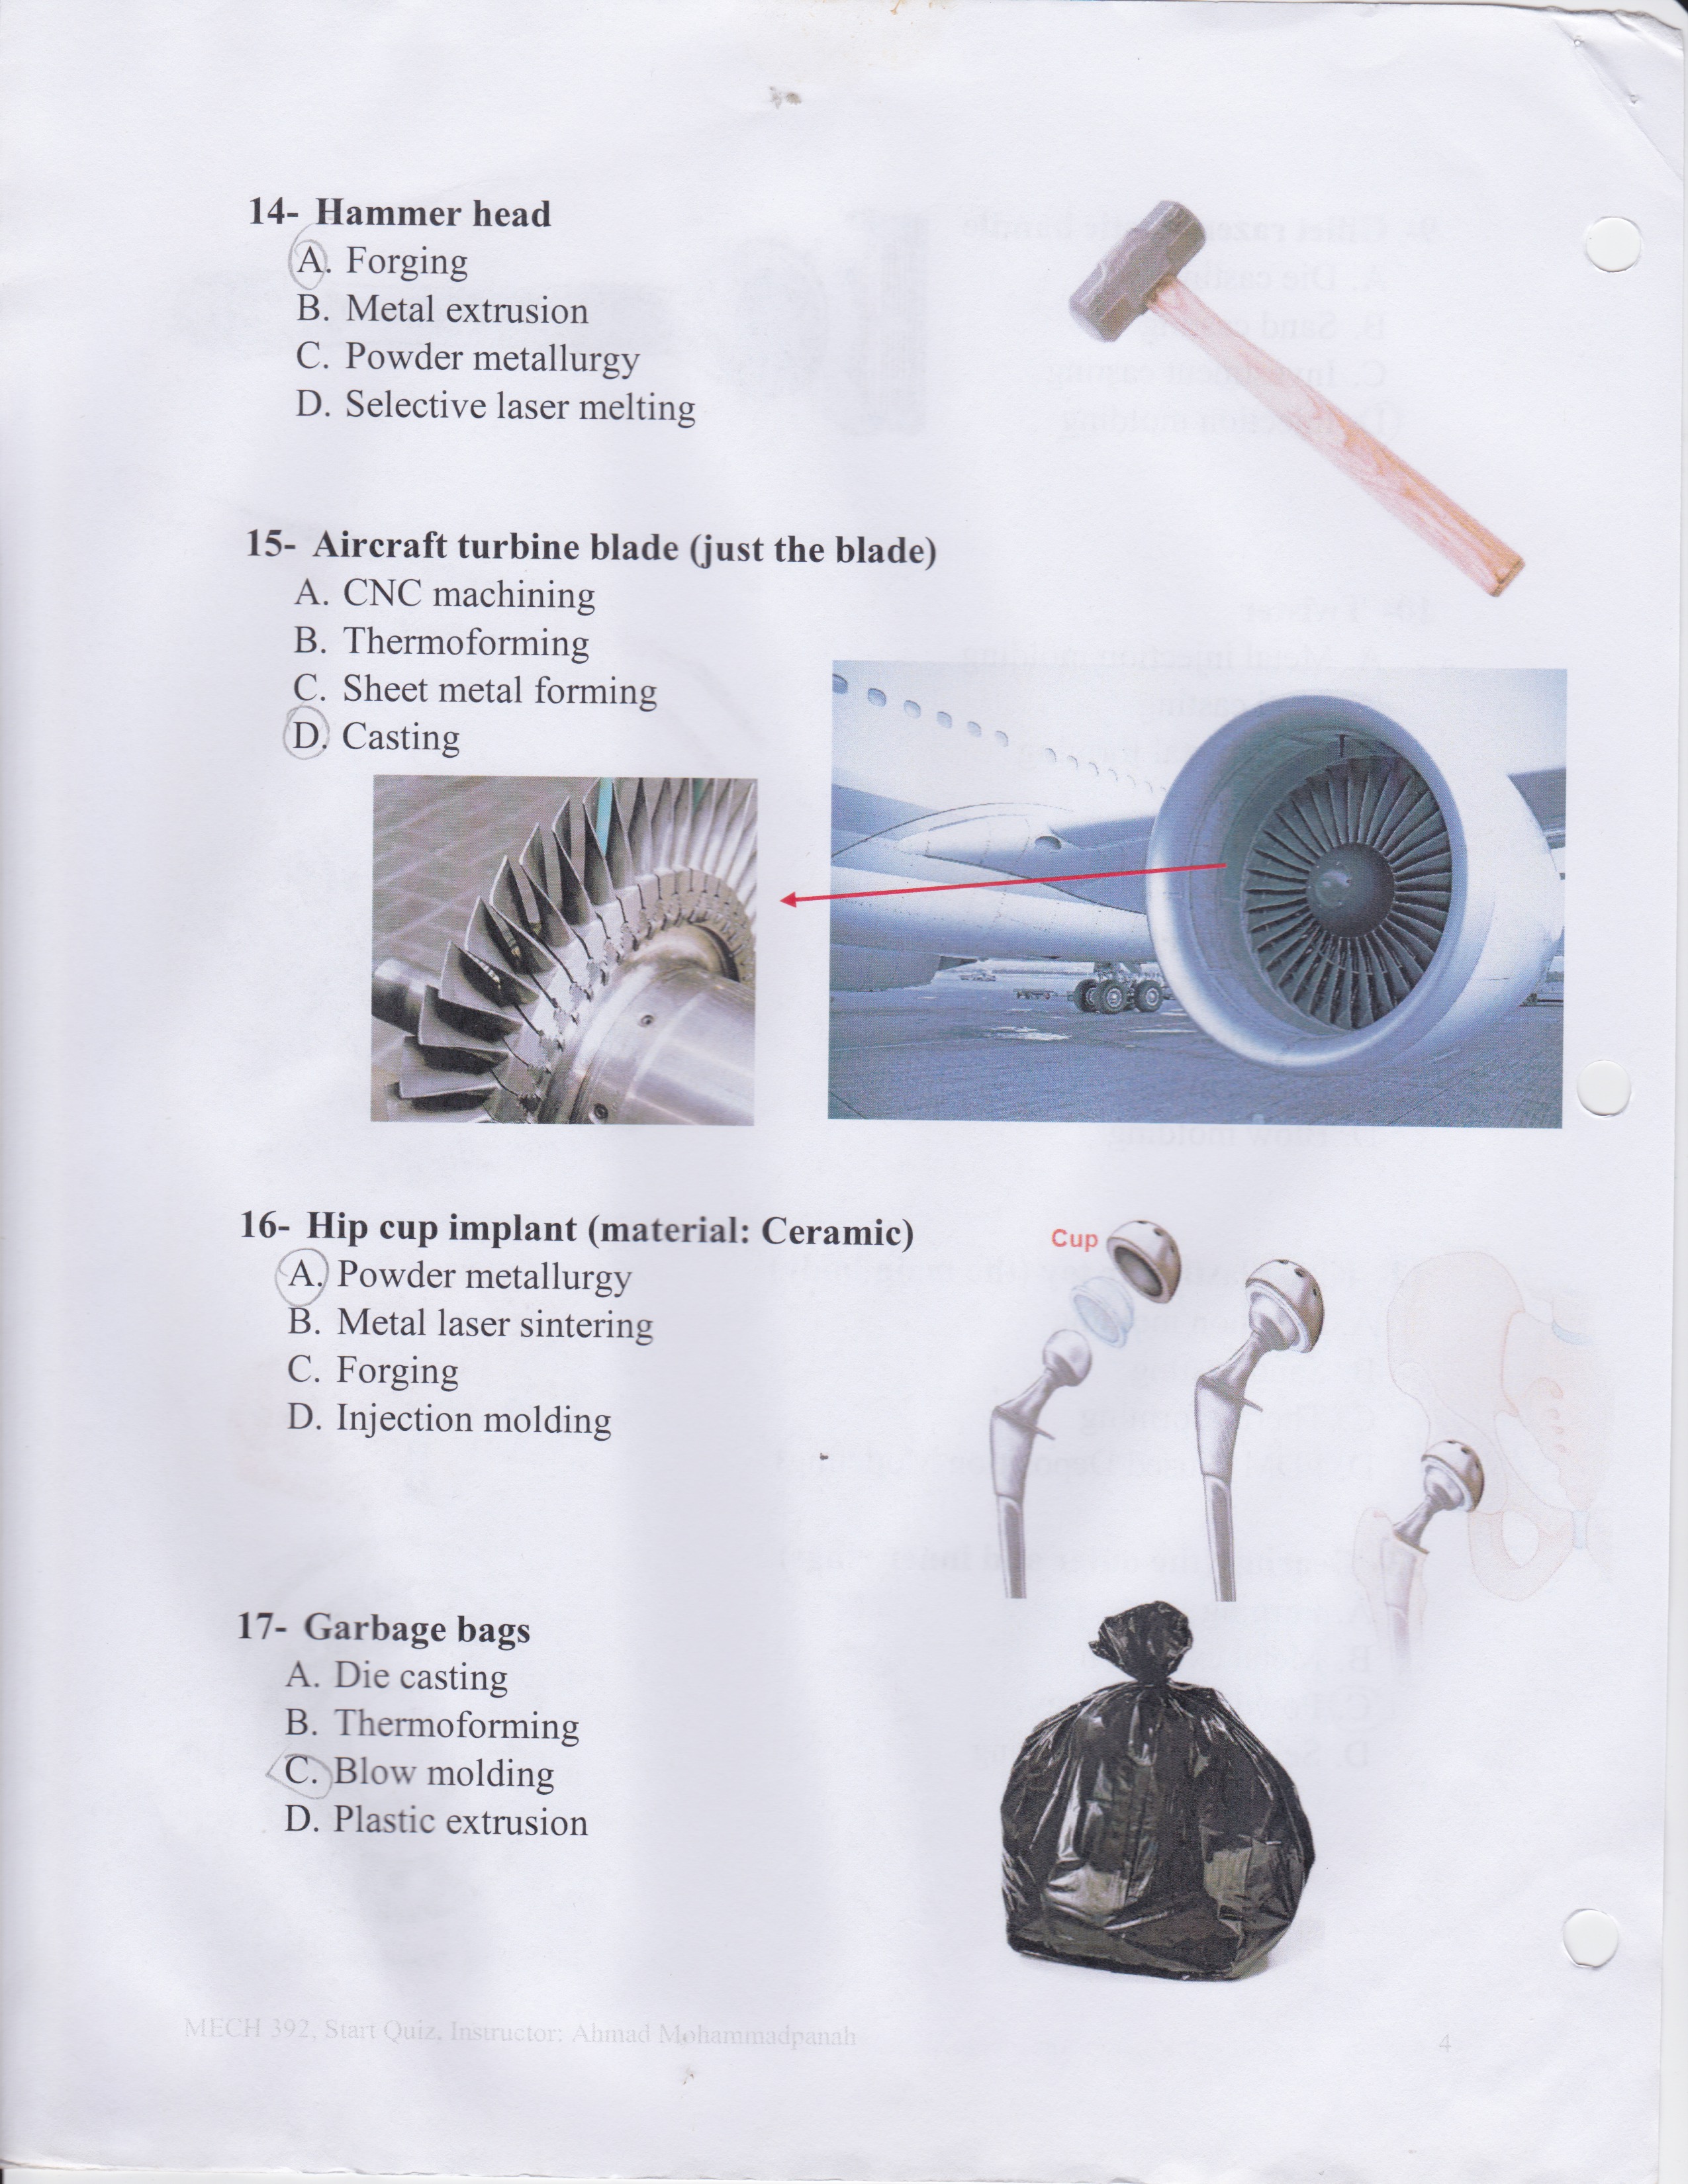 14- Hammer head
A. Forging
B. Metal extrusion
C. Powder metallurgy
D. Selective laser melting
15- Aircraft turbine blade (just the blade)
A. CNC machining
B. Thermoforming
C. Sheet metal forming
D. Casting
16- Hip cup implant (material: Ceramic)
Cup
A. Powder metallurgy
B. Metal laser sintering
C. Forging
D. Injection molding
17- Garbage bags
A. Die casting
B. Thermoforming
C. Blow molding
D. Plastic extrusion
MECH 392, Start Quiz, Instructor: Ahmad Mohammadpanah
4